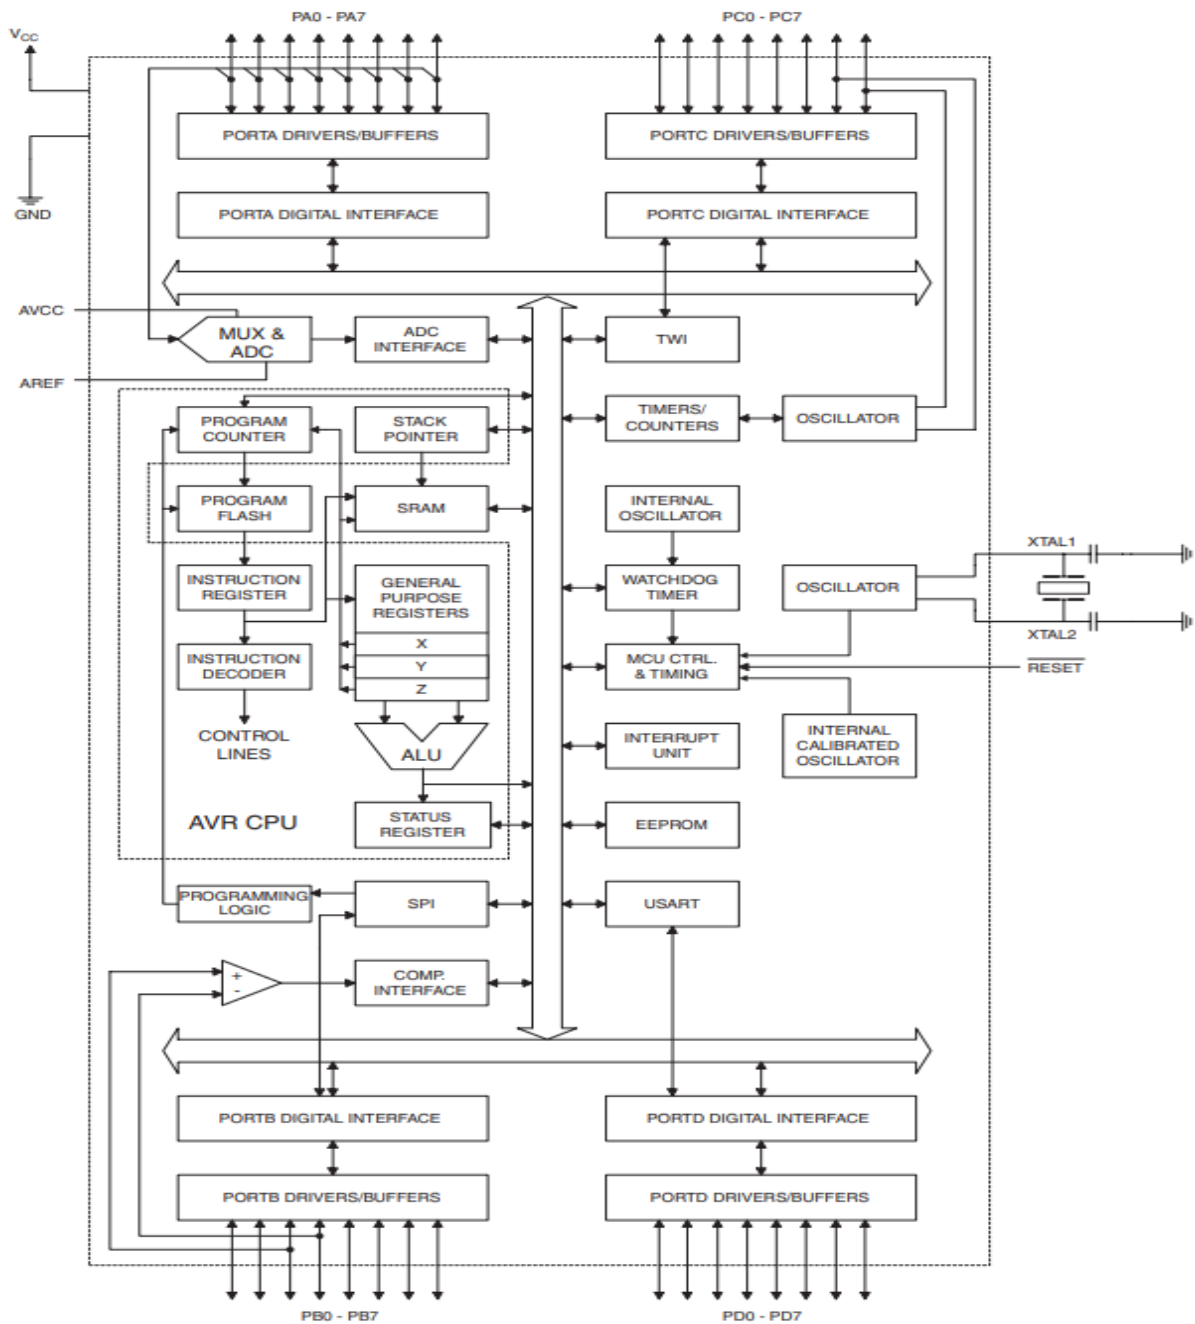 PA0 - PA7
PC0 - PC7
VCC
PORTA DRIVERS/BUFFERS
PORTC DRIVERS/BUFFERS
PORTA DIGITAL INTERFACE
PORTC DIGITAL INTERFACE
GND
AVCC
MUX &
ADC
ADC
INTERFACE
TWI
AREF
PROGRAM
COUNTER
STACK
POINTER
TIMERS/
COUNTERS
OSCILLATOR
PROGRAM
FLASH
SRAM
INTERNAL
OSCILLATOR
XTAL1
INSTRUCTION
REGISTER
GENERAL
PURPOSE
REGISTERS
WATCHDOG
TIMER
OSCILLATOR
XTAL2
X
Y
Z
INSTRUCTION
DECODER
MCU CTRL.
& TIMING
RESET
CONTROL
LINES
ALU
INTERRUPT
UNIT
INTERNAL
CALIBRATED
OSCILLATOR
AVR CPU
STATUS
REGISTER
EEPROM
PROGRAMMING
LOGIC
SPI
USART
+
-
COMP.
INTERFACE
PORTB DIGITAL INTERFACE
PORTD DIGITAL INTERFACE
PORTB DRIVERS/BUFFERS
PORTD DRIVERS/BUFFERS
PB0 - PB7
PD0 - PD7